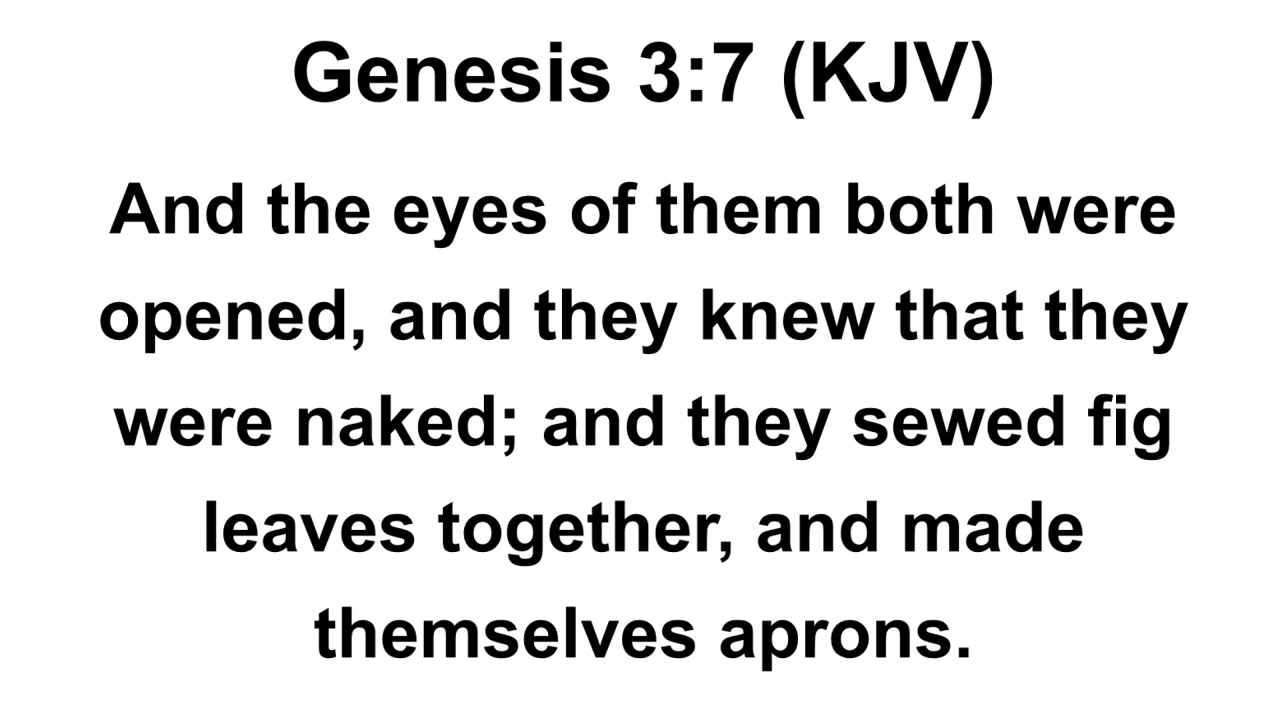 Genesis 3:7 (KJV)
And the eyes of them both were
opened, and they knew that they
were naked; and they sewed fig
leaves together, and made
themselves aprons.